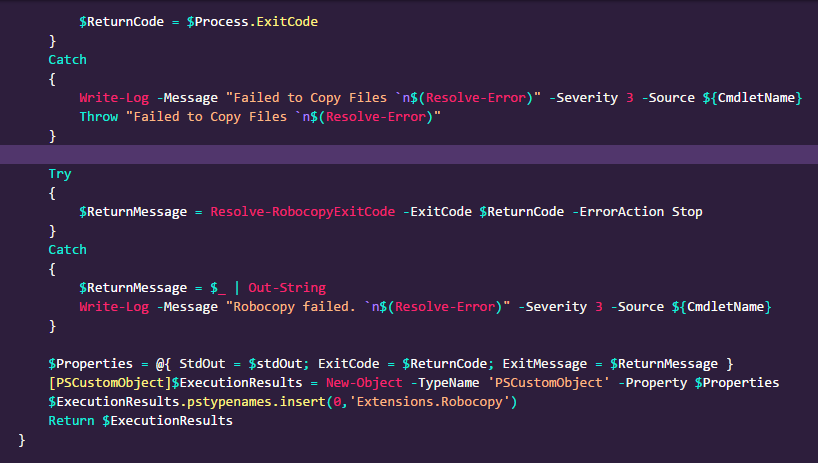 $ReturnCode = $Process.ExitCode
}
Catch
{
Write-Log -Message "Failed to Copy Files `n$(Resolve-Error)" -Severity 3 -Source ${CmdletName}
Throw "Failed to Copy Files `n$(Resolve-Error)"
}
Try
{
$ReturnMessage = Resolve-RobocopyExitCode -ExitCode $ReturnCode -ErrorAction Stop
}
Catch
{
$ReturnMessage = $_ | Out-String
Write-Log -Message "Robocopy failed. `n$(Resolve-Error)" -Severity 3 -Source ${CmdletName}
}
$Properties = @{ StdOut = $stdOut; ExitCode = $ReturnCode; ExitMessage = $ReturnMessage }
[PSCustomObject]$ExecutionResults = New-Object -TypeName 'PSCustomObject' -Property $Properties
$ExecutionResults.pstypenames.insert(0,'Extensions.Robocopy')
Return $ExecutionResults
}